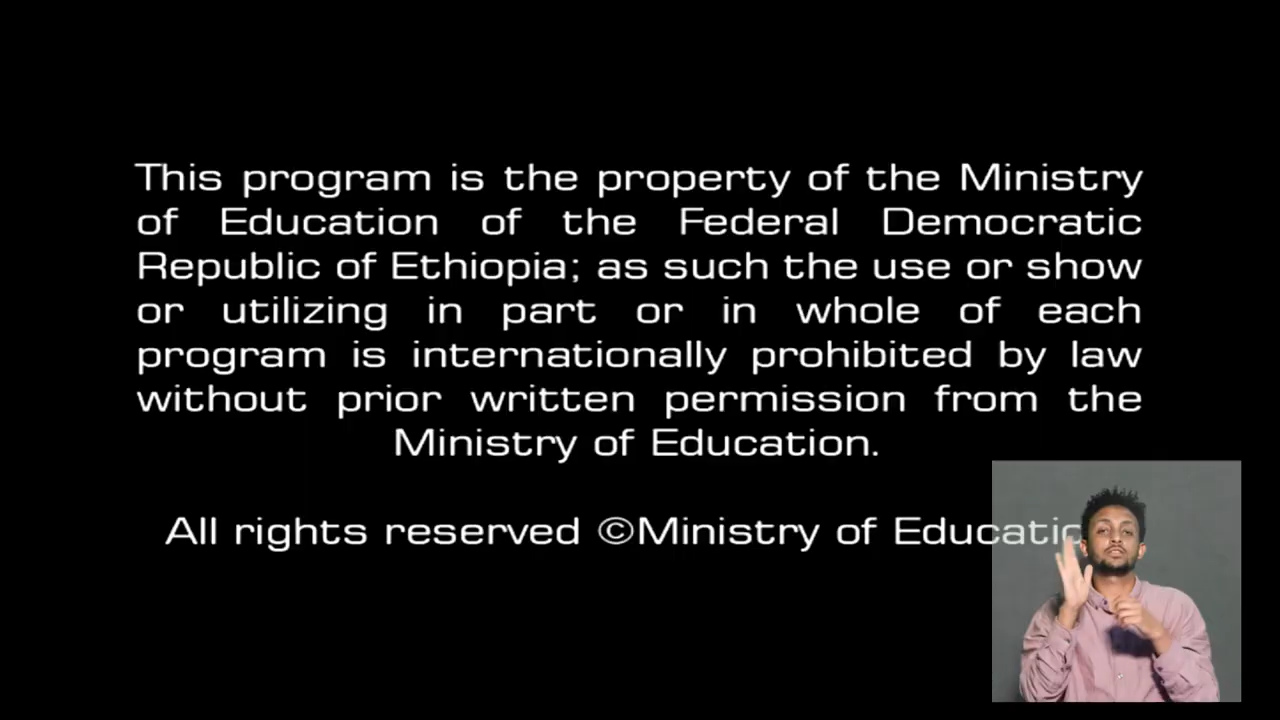 This program is the property of the Ministry
of Education of the Federal Democratic
Republic of Ethiopia; as such the use or show
or utilizing in part or in whole of each
program is internationally prohibited by law
without prior written permission from the
Ministry of Education.
All rights reserved ©Ministry of